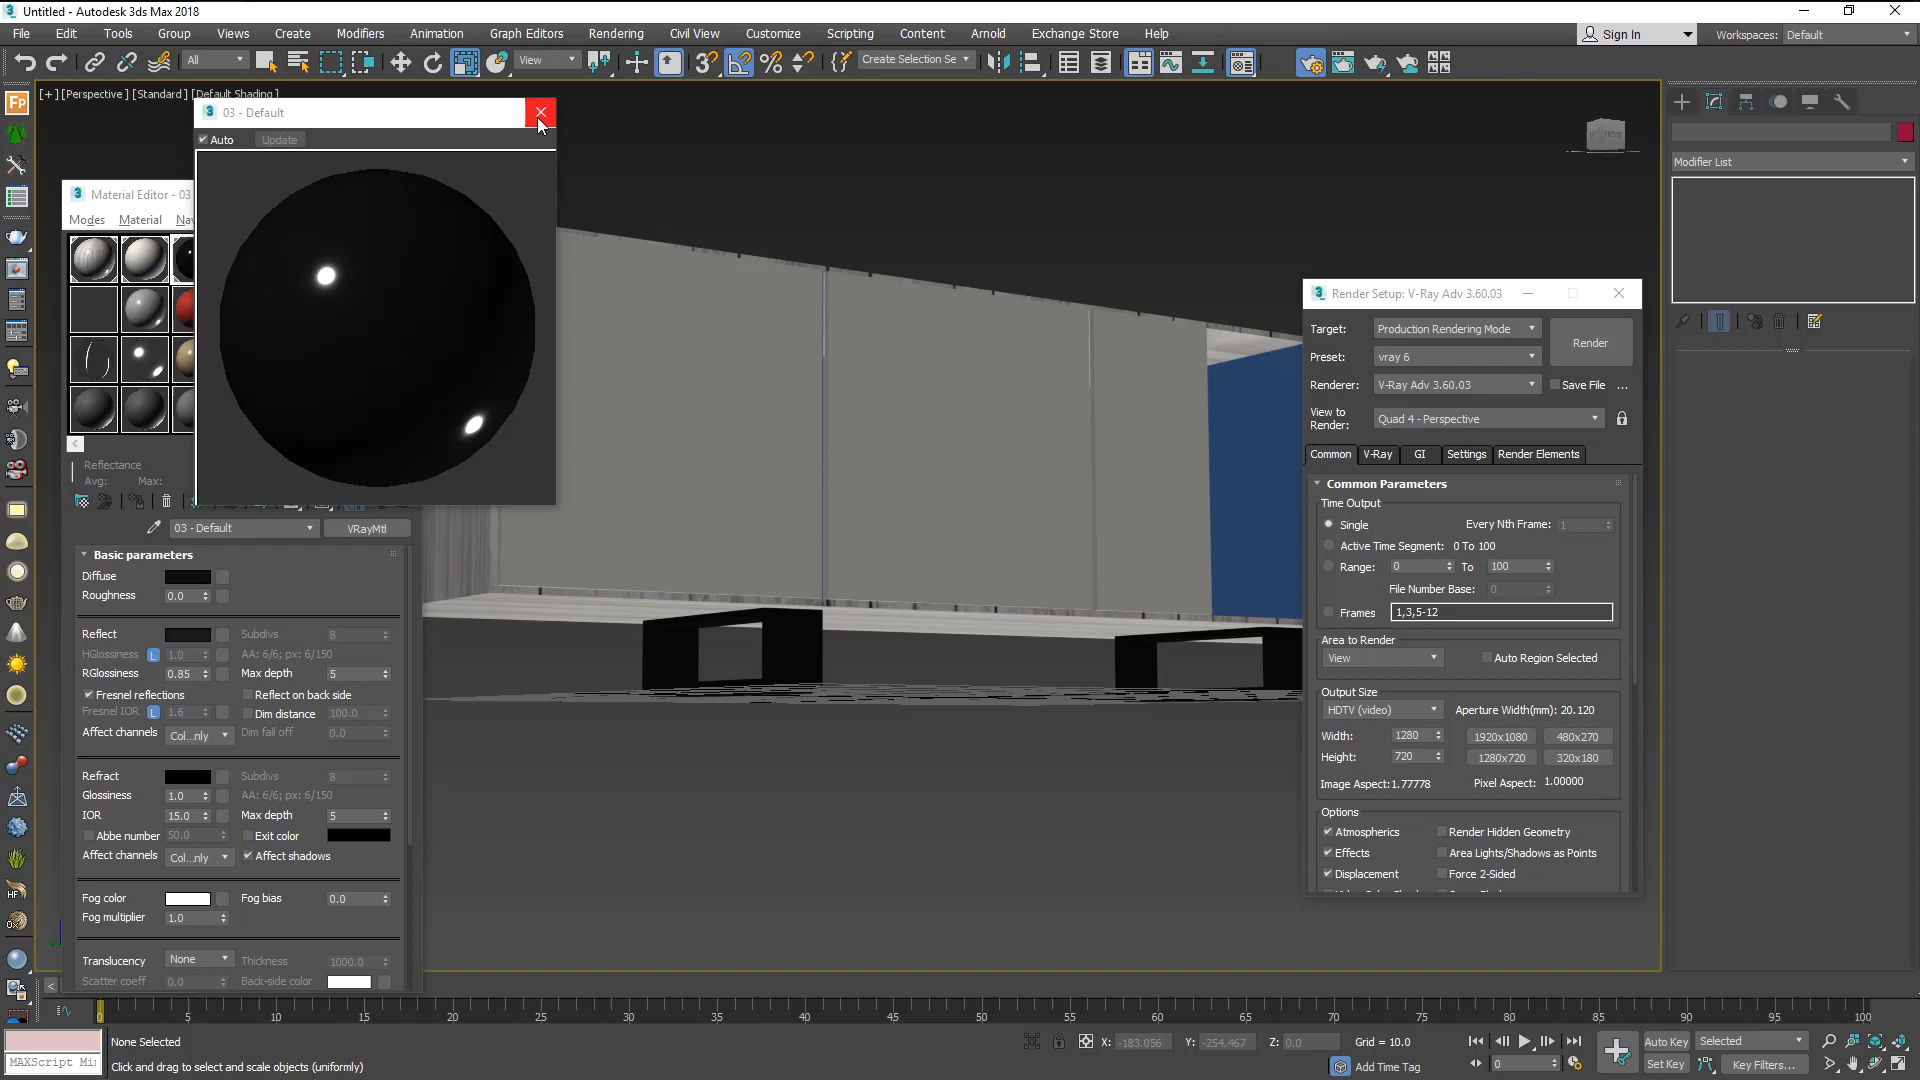 Untitled - Autodesk 3ds Max 2018
File Edit Tools Group Views Create Modifiers Animation Graph Editors Rendering Civil View Customize Scripting Content Arnold Exchange Store Help
Sign In
Workspaces: Default
All
View
Create Selection Se
[+] [Perspective] [Standard] [Default Shading]
03 - Default
Auto Update
Material Editor - 03
Modes Material Nav
Reflectance
Avg: Max:
03 - Default VRayMtl
Basic parameters
Diffuse
Roughness 0.0
Reflect Subdivs 8
HGlossiness L 1.0 AA: 6/6; px: 6/150
RGlossiness 0.85 Max depth 5
Fresnel reflections Reflect on back side
Fresnel IOR L 1.6 Dim distance 100.0
Affect channels Col...nly Dim fall off 0.0
Refract Subdivs 8
Glossiness 1.0 AA: 6/6; px: 6/150
IOR 15.0 Max depth 5
Abbe number 50.0 Exit color
Affect channels Col...nly Affect shadows
Fog color Fog bias 0.0
Fog multiplier 1.0
Translucency None Thickness 1000.0
Scatter coeff 0.0 Back-side color
Render Setup: V-Ray Adv 3.60.03
Target: Production Rendering Mode
Render
Preset: vray 6
Renderer: V-Ray Adv 3.60.03 Save File ...
View to
Render:
Quad 4 - Perspective
Common V-Ray GI Settings Render Elements
Common Parameters
Time Output
Single Every Nth Frame: 1
Active Time Segment: 0 To 100
Range: 0 To 100
File Number Base: 0
Frames 1,3,5-12
Area to Render
View Auto Region Selected
Output Size
HDTV (video) Aperture Width(mm): 20.120
Width: 1280 1920x1080 480x270
Height: 720 1280x720 320x180
Image Aspect:1.77778 Pixel Aspect: 1.00000
Options
Atmospherics Render Hidden Geometry
Effects Area Lights/Shadows as Points
Displacement Force 2-Sided
Modifier List
0 5 10 15 20 25 30 35 40 45 50 55 60 65 70 75 80 85 90 95 100
None Selected
X: -183.056 Y: -254.467 Z: 0.0 Grid = 10.0
Auto Key Selected
MAXScript Mi
Click and drag to select and scale objects (uniformly)
Add Time Tag
0
Set Key Key Filters...